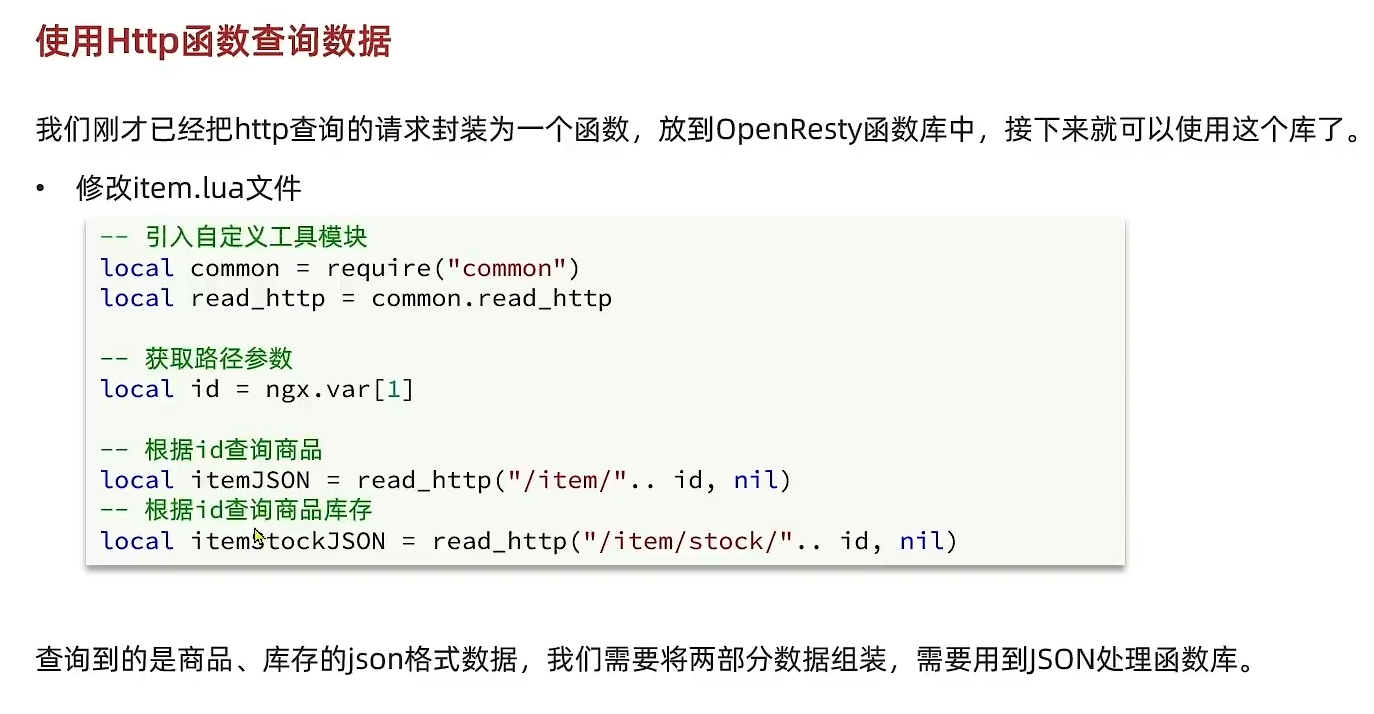 使用Http函数查询数据
我们刚才已经把http查询的请求封装为一个函数，放到OpenResty函数库中，接下来就可以使用这个库了。
• 修改item.lua文件
-- 引入自定义工具模块
local common = require("common")
local read_http = common.read_http
-- 获取路径参数
local id = ngx.var[1]
-- 根据id查询商品
local itemJSON = read_http("/item/".. id, nil)
-- 根据id查询商品库存
local itemStockJSON = read_http("/item/stock/".. id, nil)
查询到的是商品、库存的json格式数据，我们需要将两部分数据组装，需要用到JSON处理函数库。